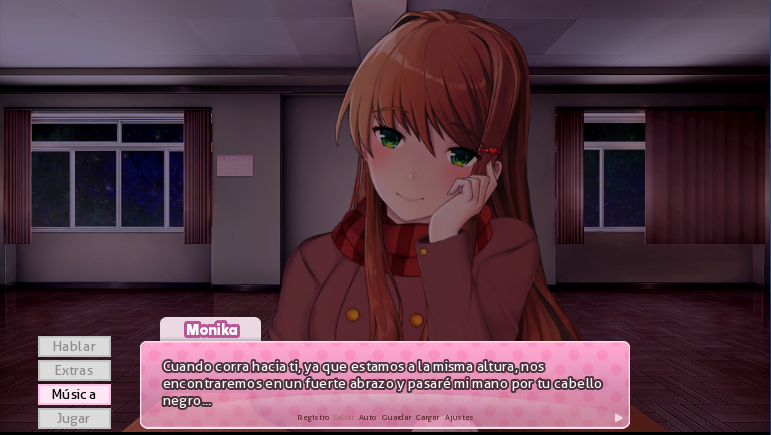 Hablar
Extras
Música
Jugar
Monika
Cuando corra hacia ti, ya que estamos a la misma altura, nos
encontraremos en un fuerte abrazo y pasaré mi mano por tu cabello
negro...
Registro Saltar Auto Guardar Cargar Ajustes